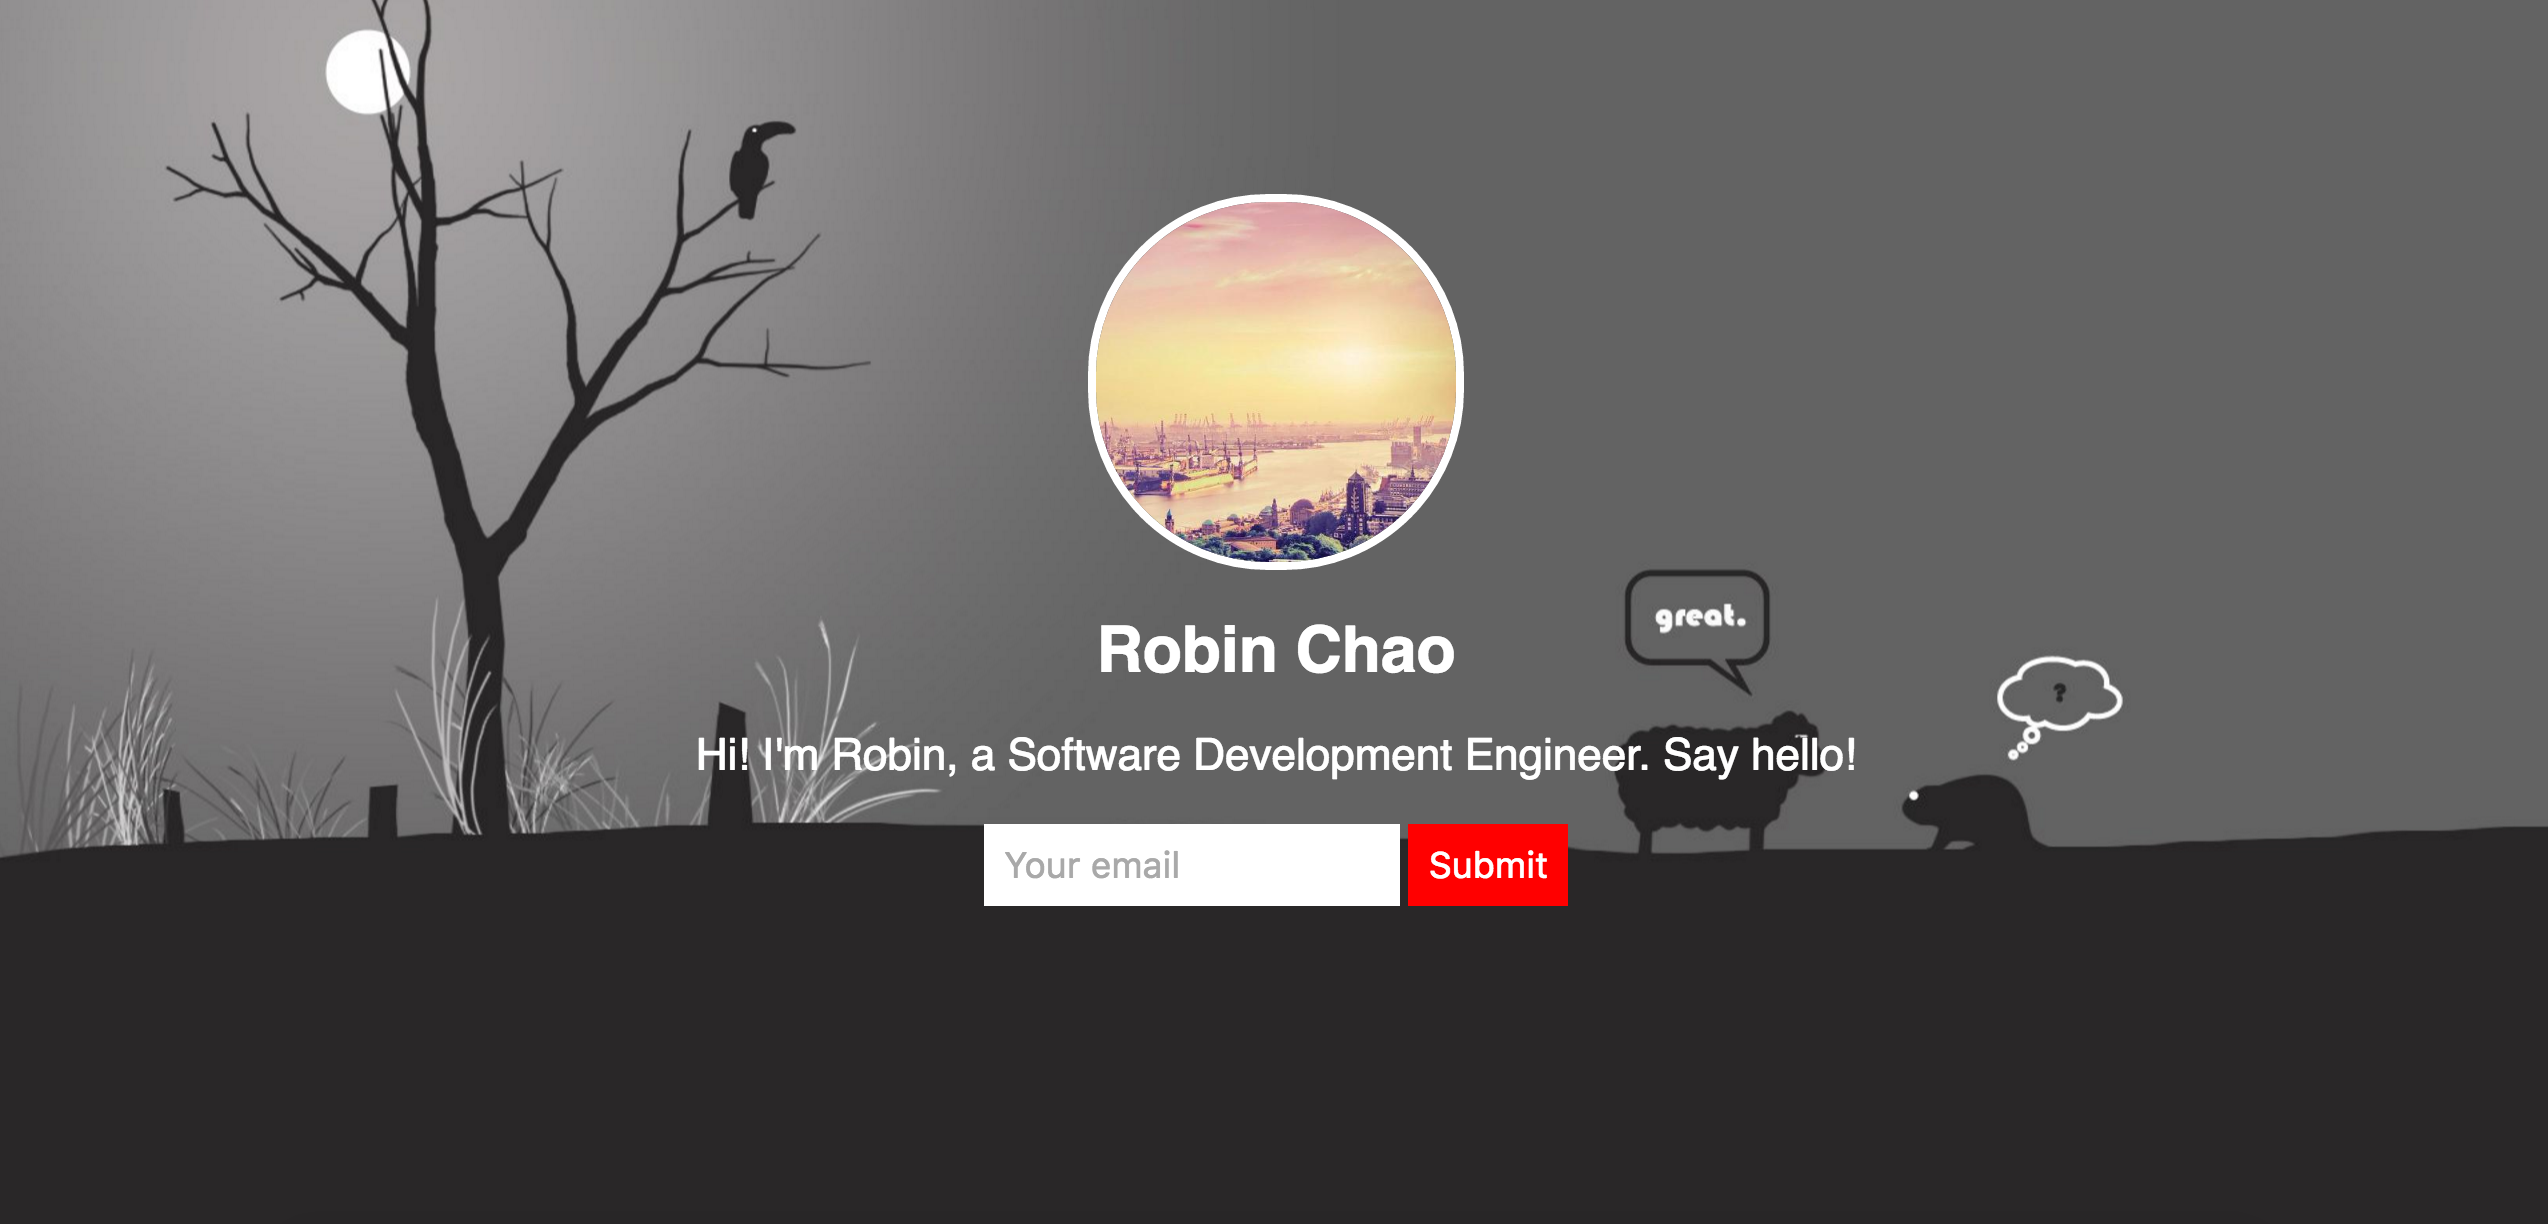 great.
Robin Chao
?
Hi! I'm Robin, a Software Development Engineer. Say hello!
Your email
Submit